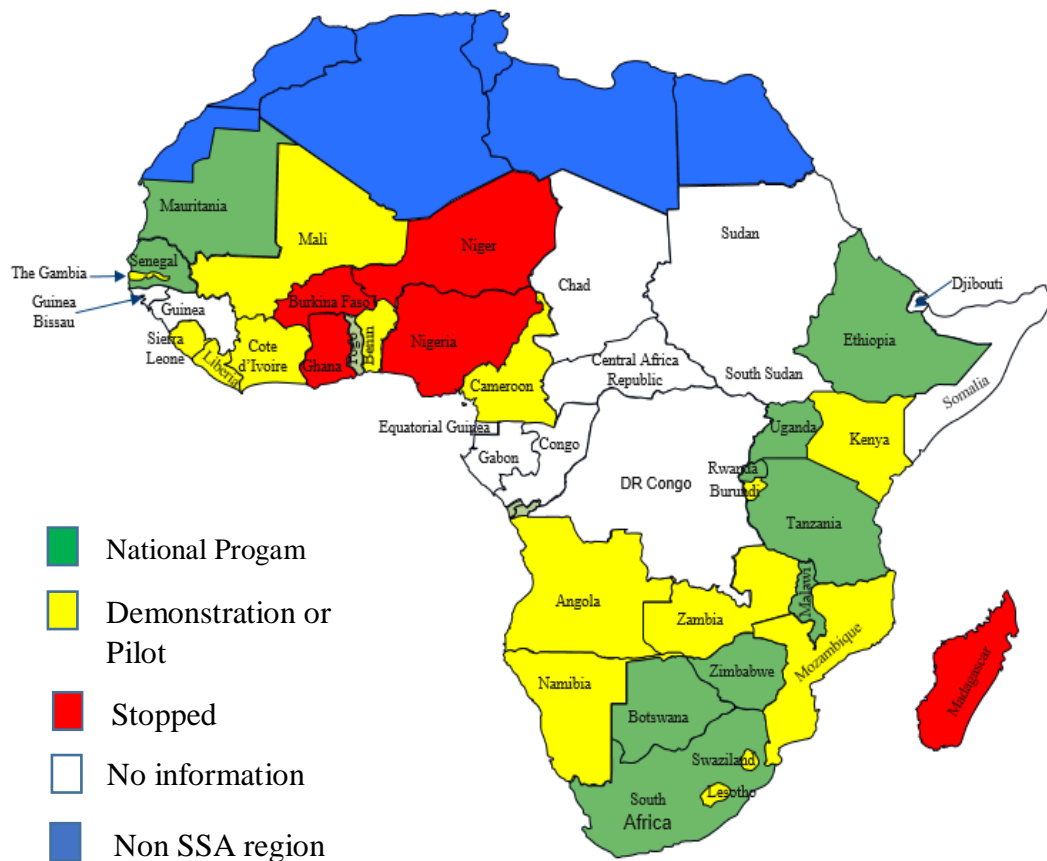 Mauritania
Mali
Niger
Sudan
Chad
Senegal
The Gambia
Guinea
Bissau
Guinea
Djibouti
Burkina Faso
Sierra
Leone
Liberia
Cote
d'Ivoire
Ghana
Togo
Benin
Nigeria
Ethiopia
Cameroon
Central Africa
Republic
South Sudan
Somalia
Equatorial Guinea
Gabon
Congo
Uganda
Kenya
DR Congo
Rwanda
Burundi
Tanzania
Angola
Zambia
Malawi
Mozambique
Namibia
Zimbabwe
Botswana
Madagascar
Swaziland
Lesotho
South
Africa
National Progam
Demonstration or
Pilot
Stopped
No information
Non SSA region